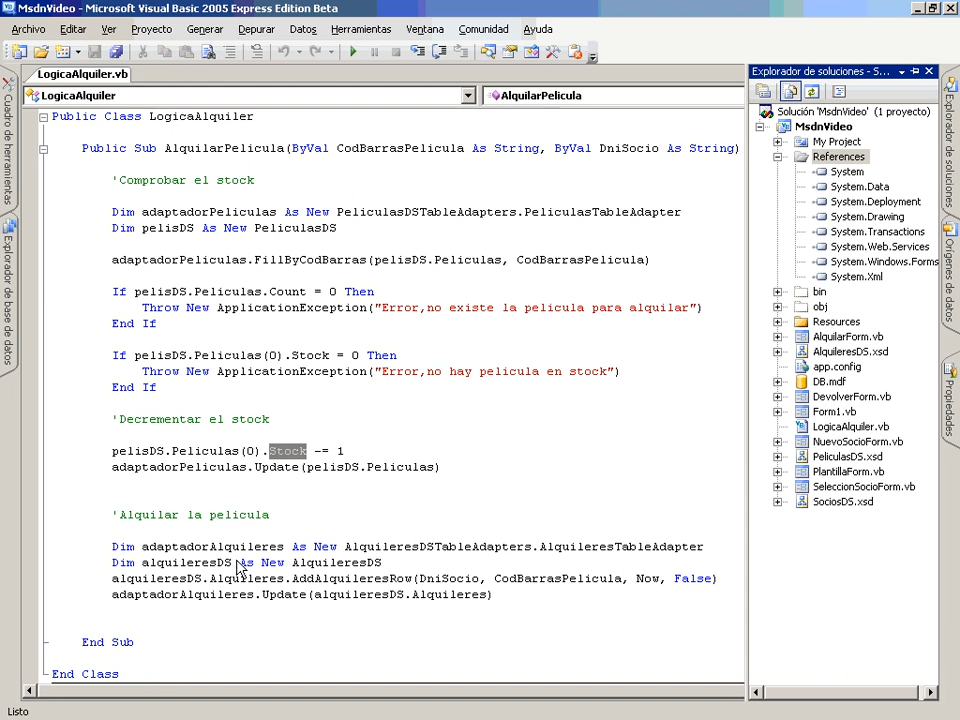 MsdnVideo - Microsoft Visual Basic 2005 Express Edition Beta
Archivo Editar Ver Proyecto Generar Depurar Datos Herramientas Ventana Comunidad Ayuda
LogicaAlquiler.vb
LogicaAlquiler AlquilarPelicula
Public Class LogicaAlquiler
Public Sub AlquilarPelicula(ByVal CodBarrasPelicula As String, ByVal DniSocio As String)
'Comprobar el stock
Dim adaptadorPeliculas As New PeliculasDSTableAdapters.PeliculasTableAdapter
Dim pelisDS As New PeliculasDS
adaptadorPeliculas.FillByCodBarras(pelisDS.Peliculas, CodBarrasPelicula)
If pelisDS.Peliculas.Count = 0 Then
Throw New ApplicationException("Error,no existe la pelicula para alquilar")
End If
If pelisDS.Peliculas(0).Stock = 0 Then
Throw New ApplicationException("Error,no hay pelicula en stock")
End If
'Decrementar el stock
pelisDS.Peliculas(0).Stock -= 1
adaptadorPeliculas.Update(pelisDS.Peliculas)
'Alquilar la pelicula
Dim adaptadorAlquileres As New AlquileresDSTableAdapters.AlquileresTableAdapter
Dim alquileresDS As New AlquileresDS
alquileresDS.Alquileres.AddAlquileresRow(DniSocio, CodBarrasPelicula, Now, False)
adaptadorAlquileres.Update(alquileresDS.Alquileres)
End Sub
End Class
Cuadro de herramientas
Explorador de base de datos
Explorador de soluciones - S...
Solución 'MsdnVideo' (1 proyecto)
MsdnVideo
My Project
References
System
System.Data
System.Deployment
System.Drawing
System.Transactions
System.Web.Services
System.Windows.Forms
System.Xml
bin
obj
Resources
AlquilarForm.vb
AlquileresDS.xsd
app.config
DB.mdf
DevolverForm.vb
Form1.vb
LogicaAlquiler.vb
NuevoSocioForm.vb
PeliculasDS.xsd
PlantillaForm.vb
SeleccionSocioForm.vb
SociosDS.xsd
Explorador de soluciones
Orígenes de datos
Propiedades
Listo